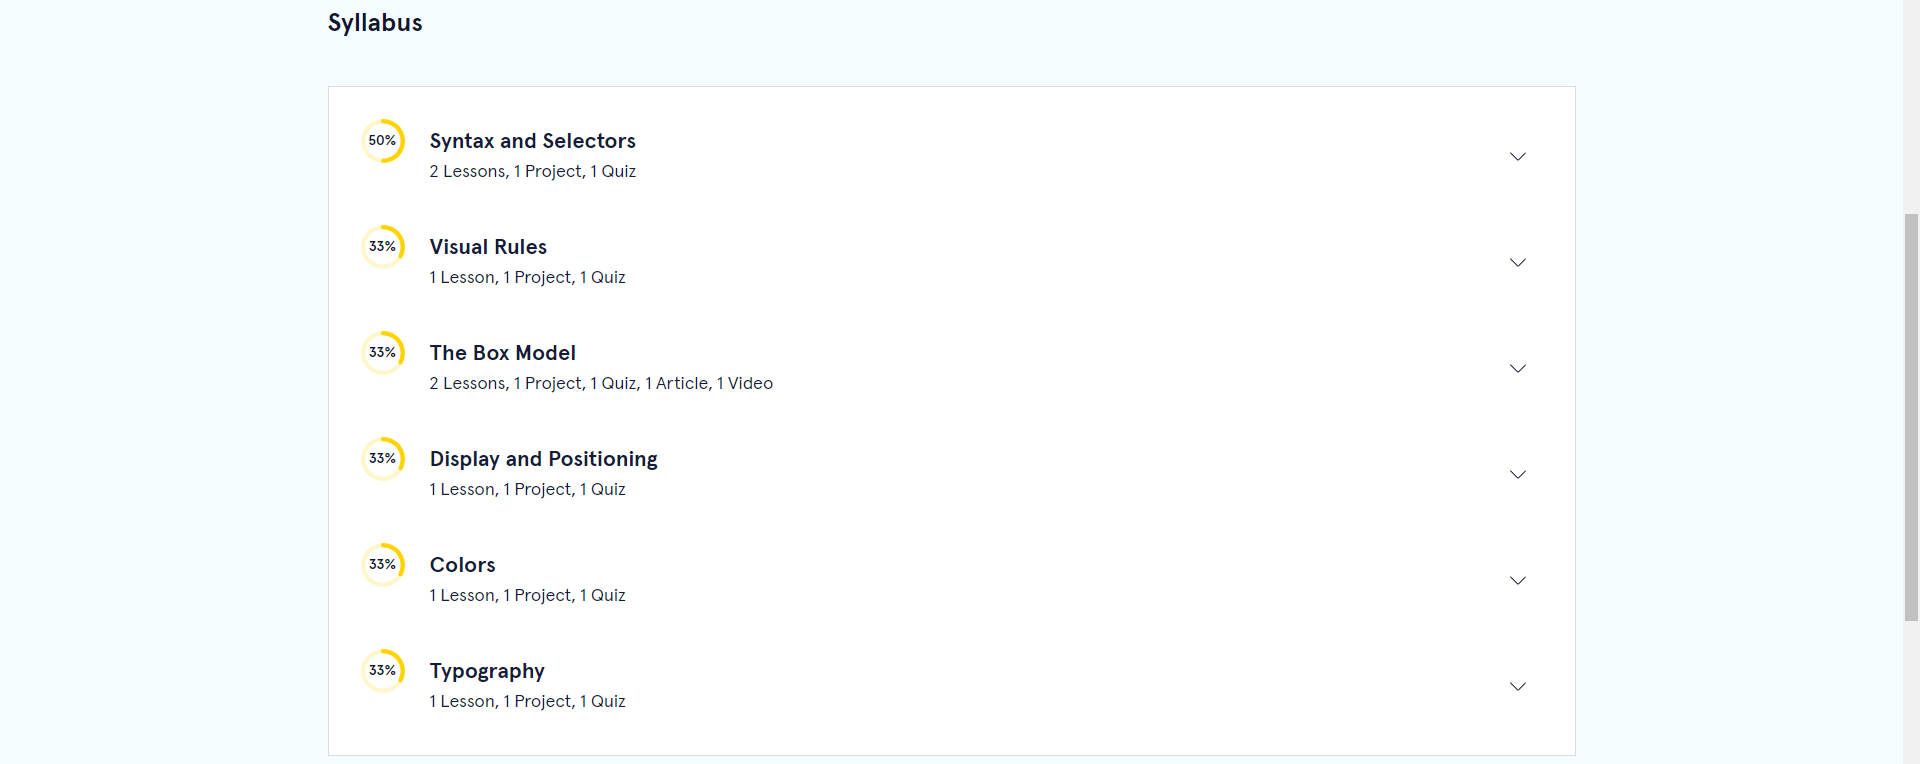 Syllabus
50%
Syntax and Selectors
2 Lessons, 1 Project, 1 Quiz
33%
Visual Rules
1 Lesson, 1 Project, 1 Quiz
33%
The Box Model
2 Lessons, 1 Project, 1 Quiz, 1 Article, 1 Video
33%
Display and Positioning
1 Lesson, 1 Project, 1 Quiz
33%
Colors
1 Lesson, 1 Project, 1 Quiz
33%
Typography
1 Lesson, 1 Project, 1 Quiz